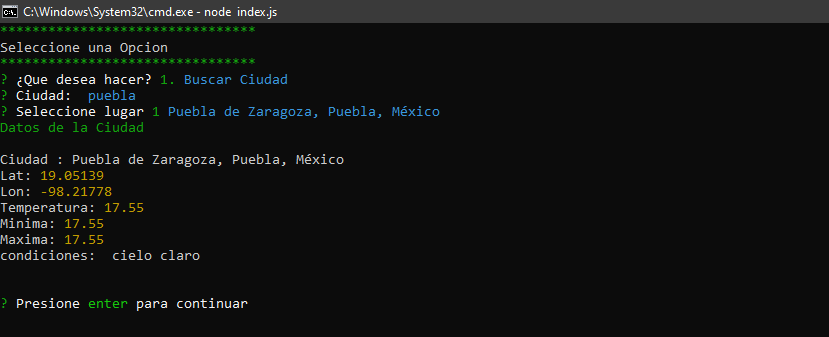 C:\Windows\System32\cmd.exe - node index.js
********************************
Seleccione una Opcion
********************************
? ¿Que desea hacer? 1. Buscar Ciudad
? Ciudad:  puebla
? Seleccione lugar 1 Puebla de Zaragoza, Puebla, México
Datos de la Ciudad
Ciudad : Puebla de Zaragoza, Puebla, México
Lat: 19.05139
Lon: -98.21778
Temperatura: 17.55
Minima: 17.55
Maxima: 17.55
condiciones:  cielo claro
? Presione enter para continuar